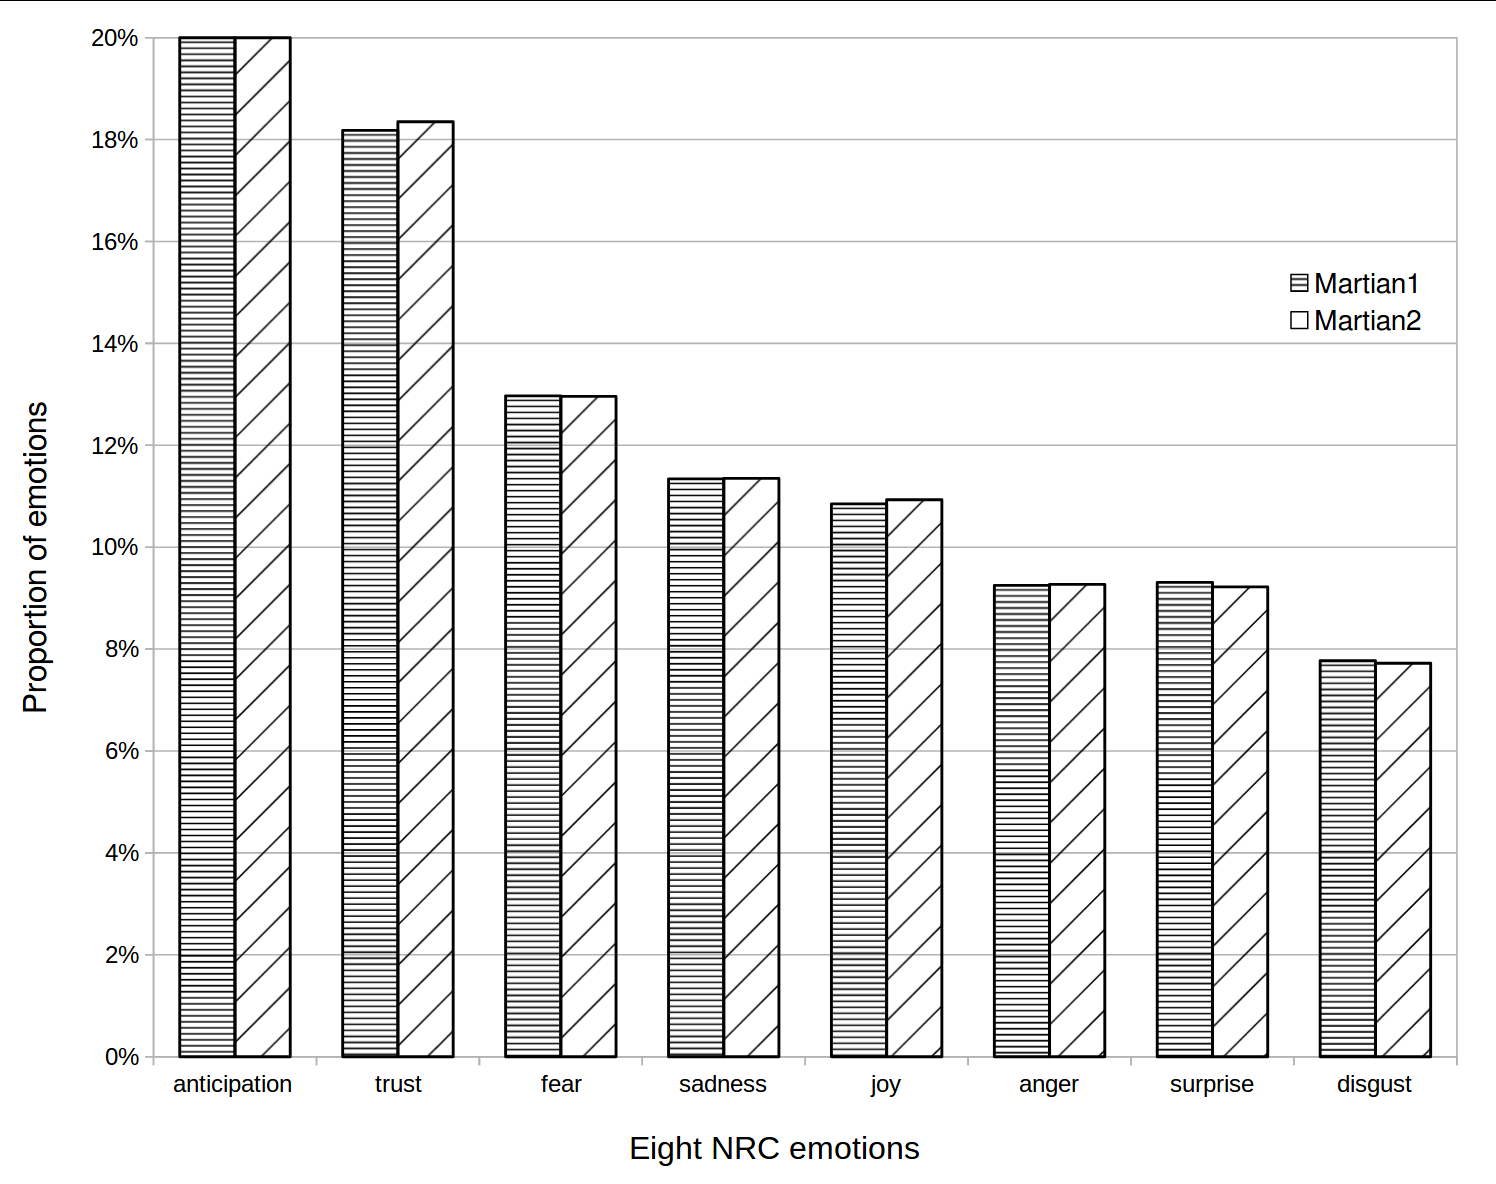 20%
18%
16%
14%
12%
10%
8%
6%
4%
2%
0%
Proportion of emotions
Martian1
Martian2
anticipation trust fear sadness joy anger surprise disgust
Eight NRC emotions